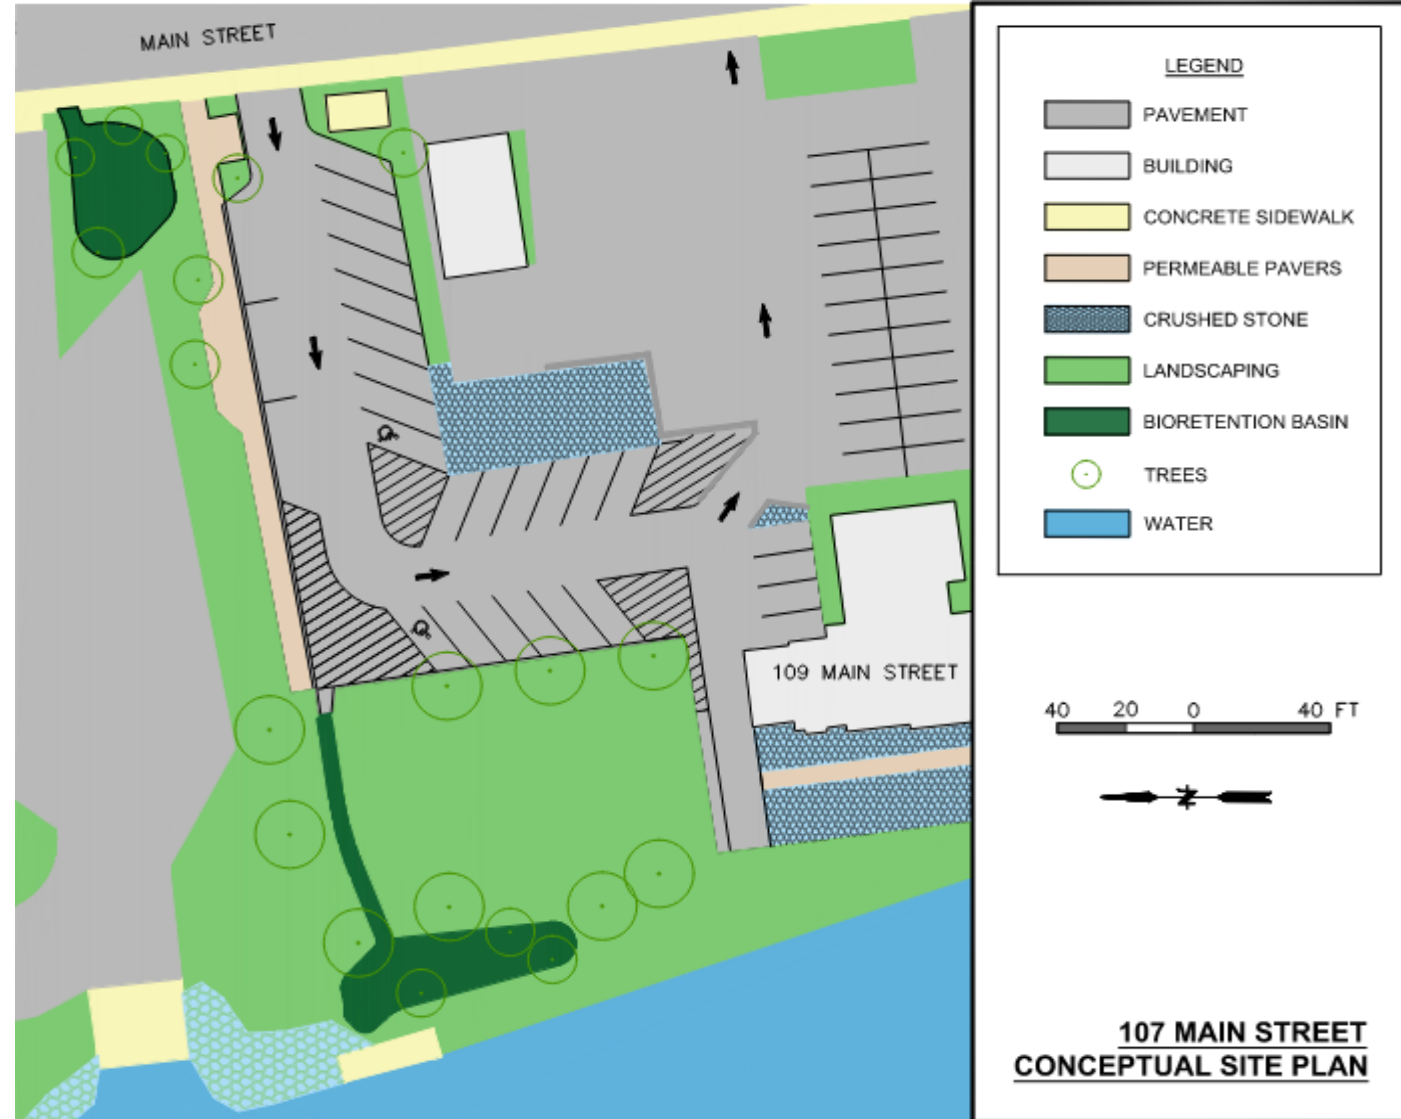 MAIN STREET
109 MAIN STREET
LEGEND
PAVEMENT
BUILDING
CONCRETE SIDEWALK
PERMEABLE PAVERS
CRUSHED STONE
LANDSCAPING
BIORETENTION BASIN
TREES
WATER
40 20 0 40 FT
N
107 MAIN STREET
CONCEPTUAL SITE PLAN